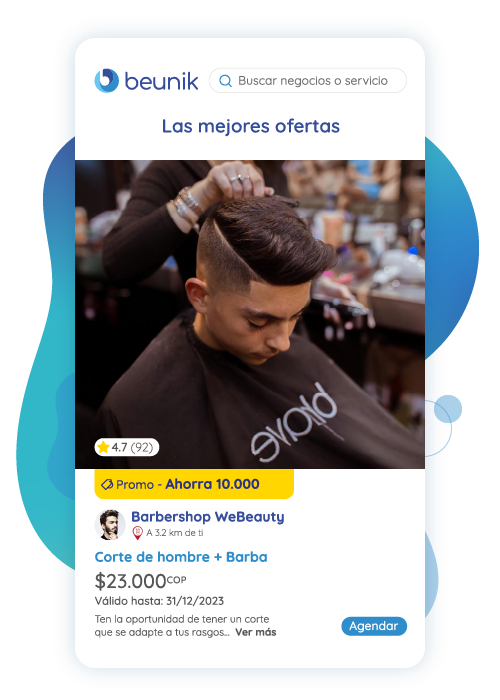 beunik
Buscar negocios o servicio
Las mejores ofertas
4.7 (92)
Promo - Ahorra 10.000
Barbershop WeBeauty
A 3.2 km de ti
Corte de hombre + Barba
$23.000COP
Válido hasta: 31/12/2023
Ten la oportunidad de tener un corte
que se adapte a tus rasgos... Ver más
Agendar